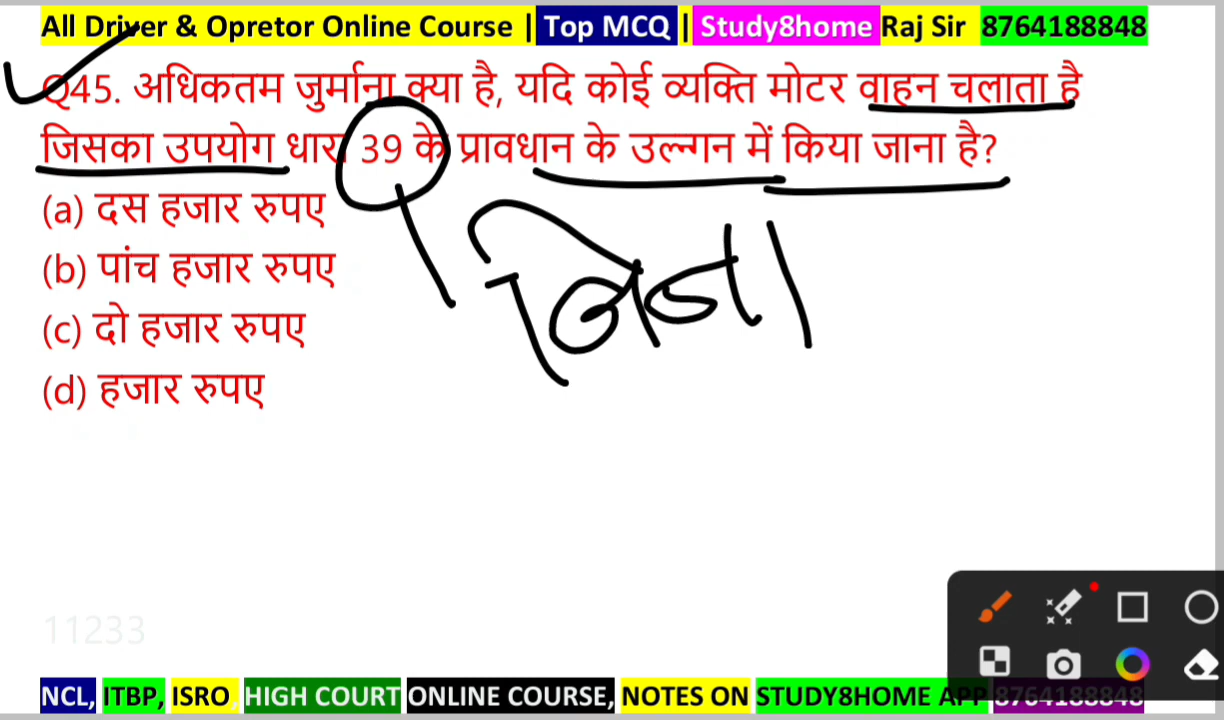 All Driver & Opretor Online Course | Top MCQ | Study8home Raj Sir 8764188848
Q45. अधिकतम जुर्माना क्या है, यदि कोई व्यक्ति मोटर वाहन चलाता है
जिसका उपयोग धारा 39 के प्रावधान के उल्लंगन में किया जाना है?
(a) दस हजार रुपए
(b) पांच हजार रुपए
(c) दो हजार रुपए
(d) हजार रुपए
11233
NCL, ITBP, ISRO, HIGH COURT ONLINE COURSE, NOTES ON STUDY8HOME APP 8764188848